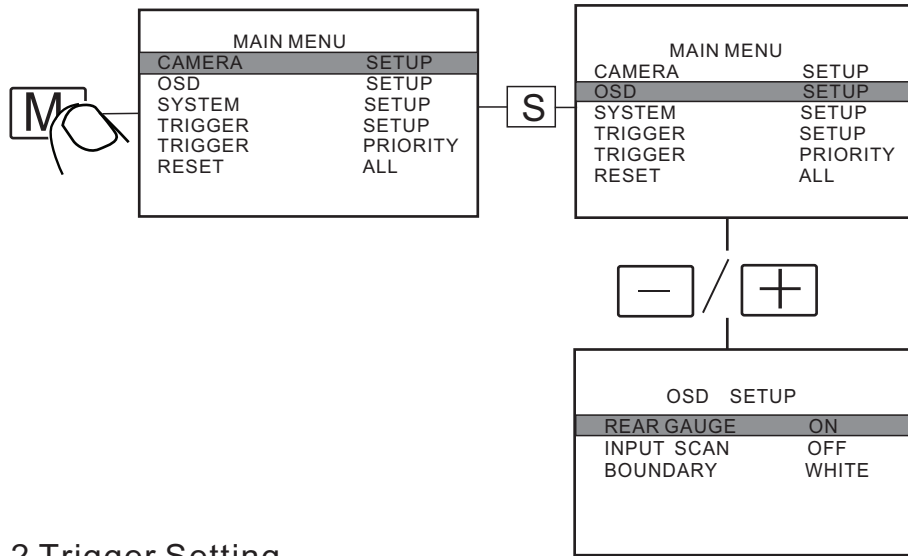 M
MAIN MENU
CAMERA SETUP
OSD SETUP
SYSTEM SETUP
TRIGGER SETUP
TRIGGER PRIORITY
RESET ALL
S
MAIN MENU
CAMERA SETUP
OSD SETUP
SYSTEM SETUP
TRIGGER SETUP
TRIGGER PRIORITY
RESET ALL
− / +
OSD SETUP
REAR GAUGE ON
INPUT SCAN OFF
BOUNDARY WHITE
2 Trigger Setting